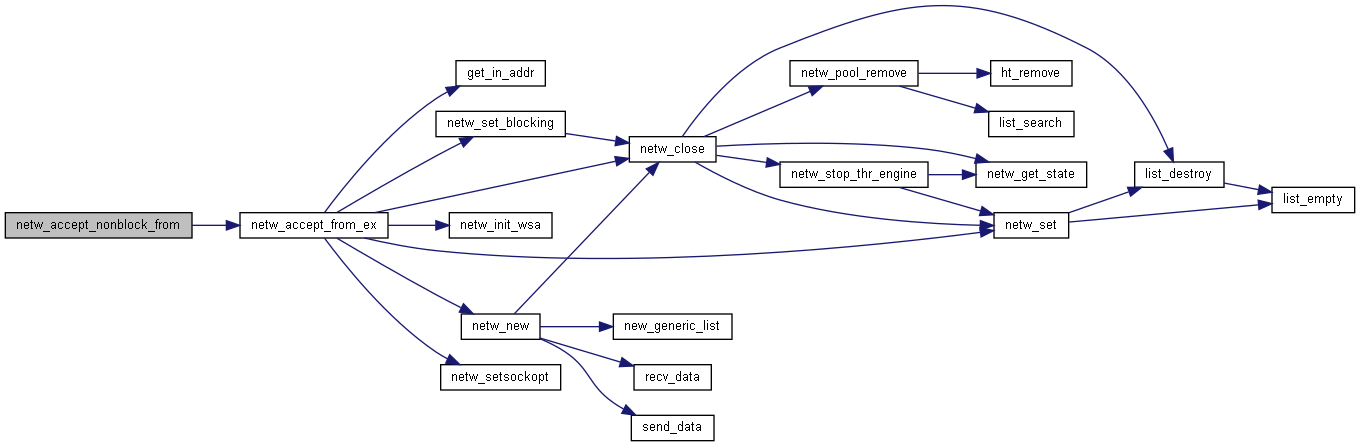 netw_accept_nonblock_from
netw_accept_from_ex
get_in_addr
netw_set_blocking
netw_init_wsa
netw_new
netw_setsockopt
netw_close
new_generic_list
recv_data
send_data
netw_pool_remove
netw_stop_thr_engine
ht_remove
list_search
netw_get_state
netw_set
list_destroy
list_empty